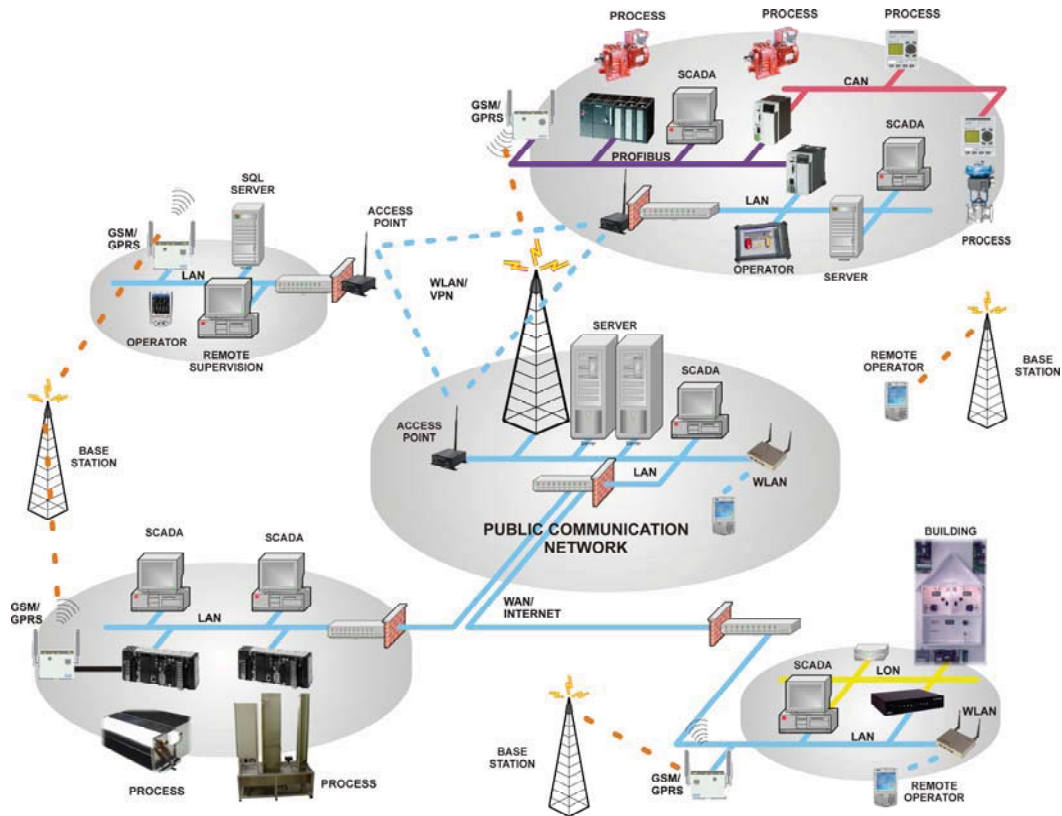 PROCESS
PROCESS
PROCESS
SCADA
CAN
GSM/
GPRS
SCADA
PROFIBUS
LAN
PROCESS
OPERATOR
SERVER
SQL
SERVER
ACCESS
POINT
GSM/
GPRS
LAN
WLAN/
VPN
OPERATOR
REMOTE
SUPERVISION
SERVER
SCADA
REMOTE
OPERATOR
BASE
STATION
BASE
STATION
ACCESS
POINT
LAN
WLAN
PUBLIC COMMUNICATION
NETWORK
BUILDING
SCADA
SCADA
GSM/
GPRS
LAN
WAN/
INTERNET
PROCESS
PROCESS
SCADA
LON
WLAN
LAN
BASE
STATION
GSM/
GPRS
REMOTE
OPERATOR